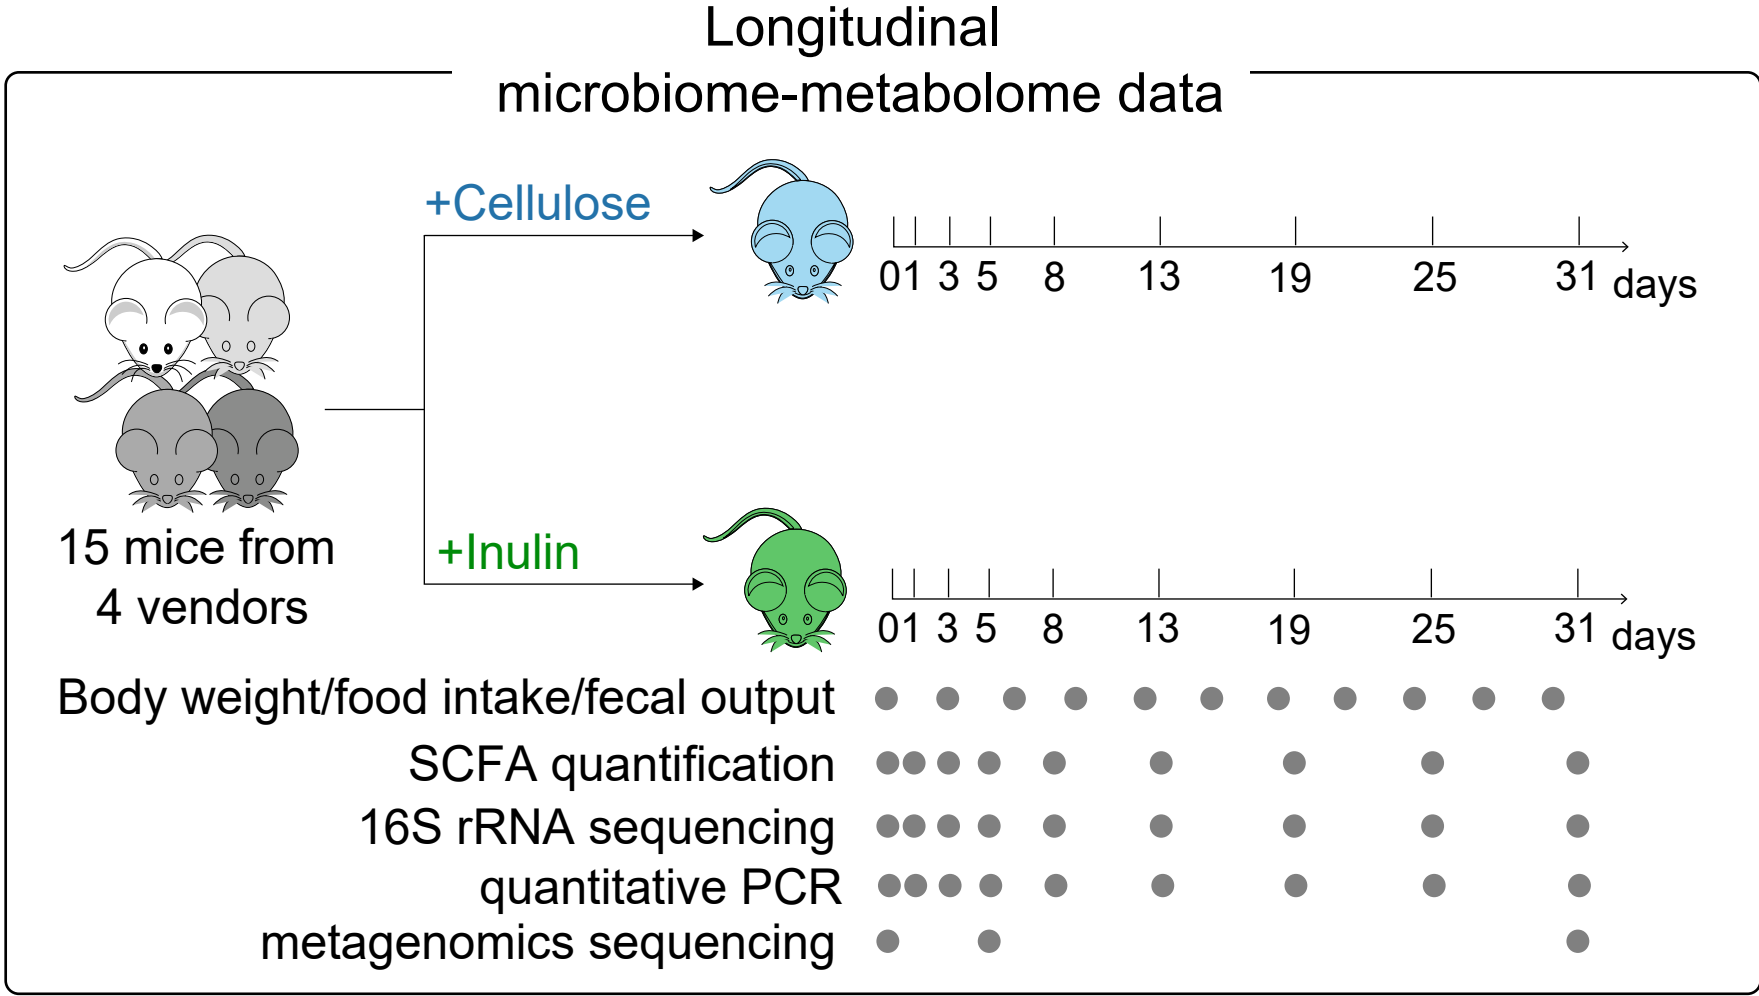 Longitudinal
microbiome-metabolome data
+Cellulose
0 1 3 5 8 13 19 25 31 days
15 mice from
4 vendors
+Inulin
0 1 3 5 8 13 19 25 31 days
Body weight/food intake/fecal output
SCFA quantification
16S rRNA sequencing
quantitative PCR
metagenomics sequencing